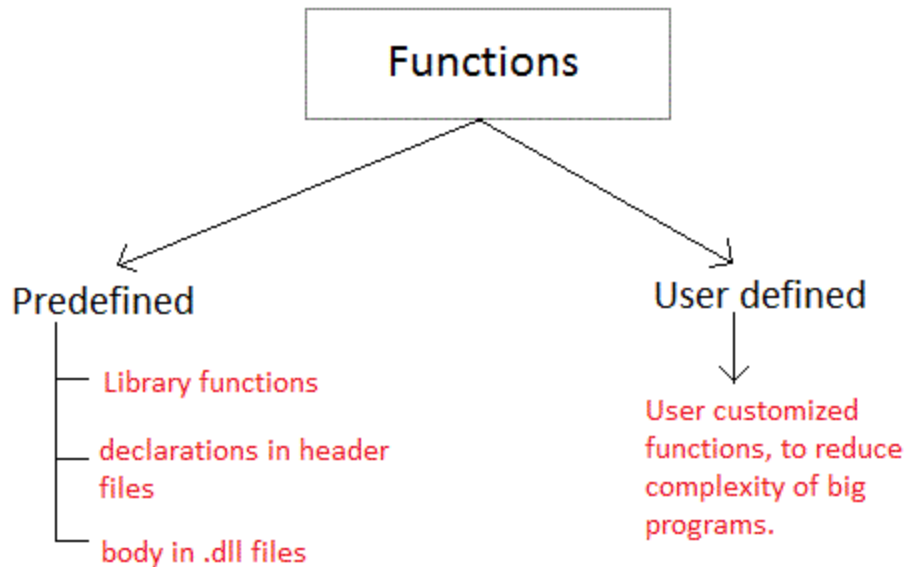 Functions
Predefined
Library functions
declarations in header
files
body in .dll files
User defined
User customized
functions, to reduce
complexity of big
programs.